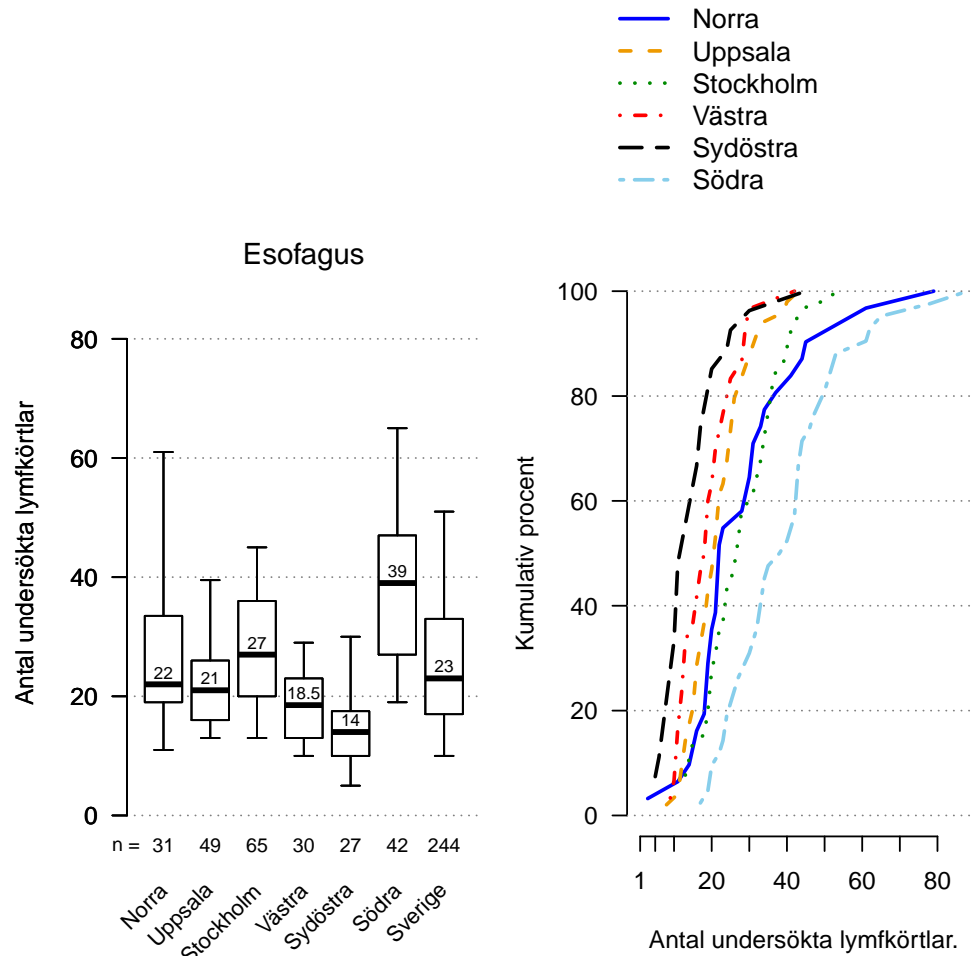 Norra
Uppsala
Stockholm
Västra
Sydöstra
Södra
Esofagus
Antal undersökta lymfkörtlar
80
60
40
20
0
22
21
27
18.5
14
39
23
n = 31 49 65 30 27 42 244
Norra
Uppsala
Stockholm
Västra
Sydöstra
Södra
Sverige
Kumulativ procent
100
80
60
40
20
0
1 20 40 60 80
Antal undersökta lymfkörtlar.